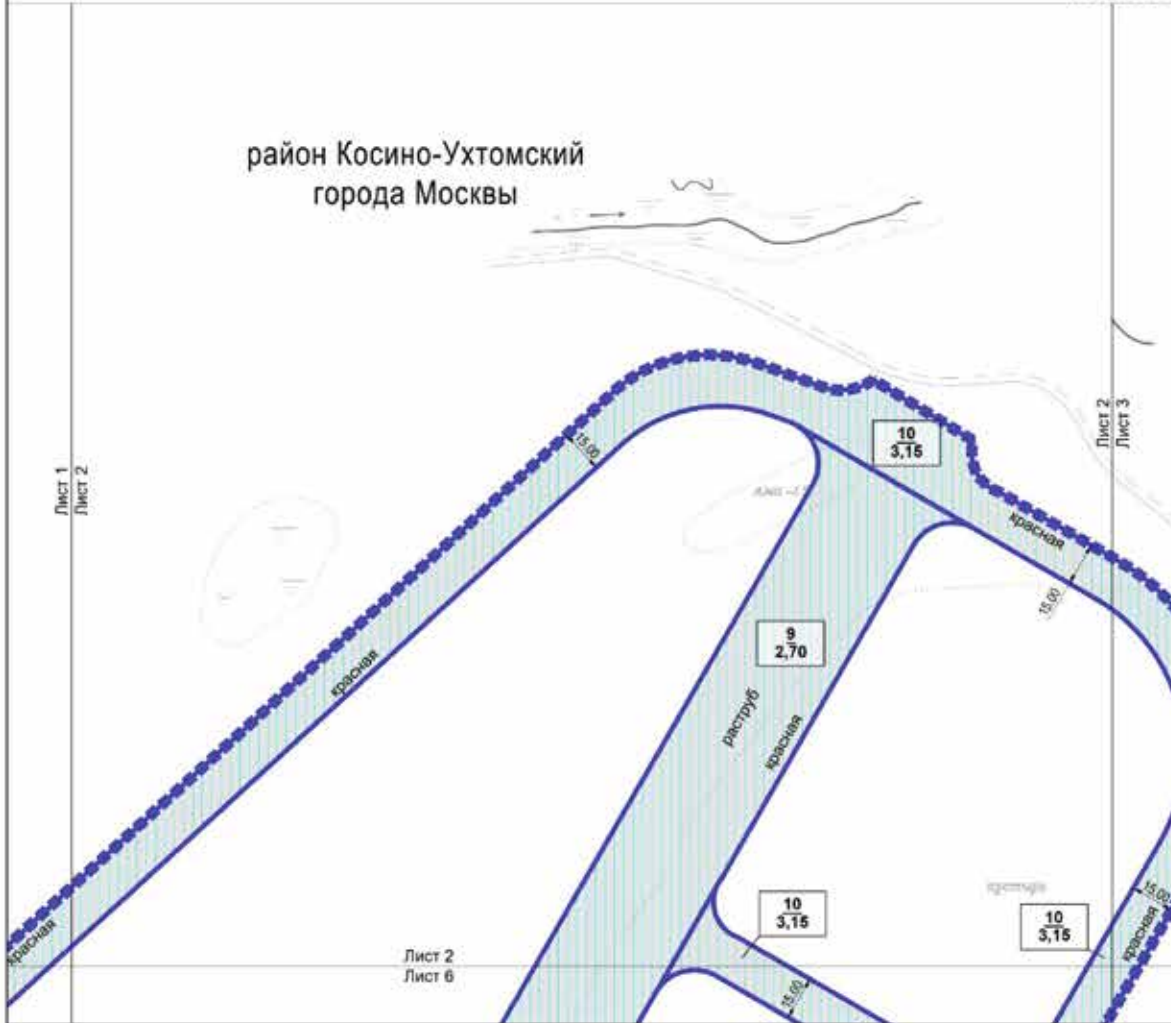 район Косино-Ухтомский
города Москвы
Лист 1
Лист 2
Лист 2
Лист 3
15.00
10
3,15
красная
15.00
9
2,70
красная
раструб
красная
15.00
10
3,15
10
3,15
красная
красная
Лист 2
Лист 6
15.00